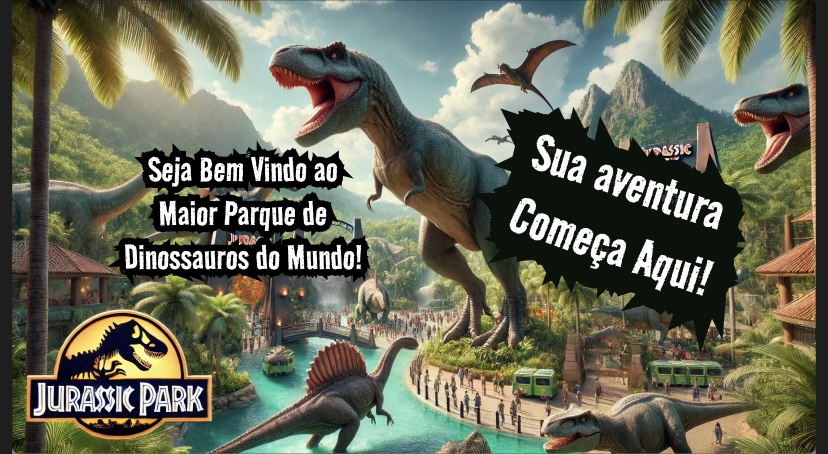 Seja Bem Vindo ao
Maior Parque de
Dinossauros do Mundo!
Sua aventura
Começa Aqui!
JURASSIC PARK